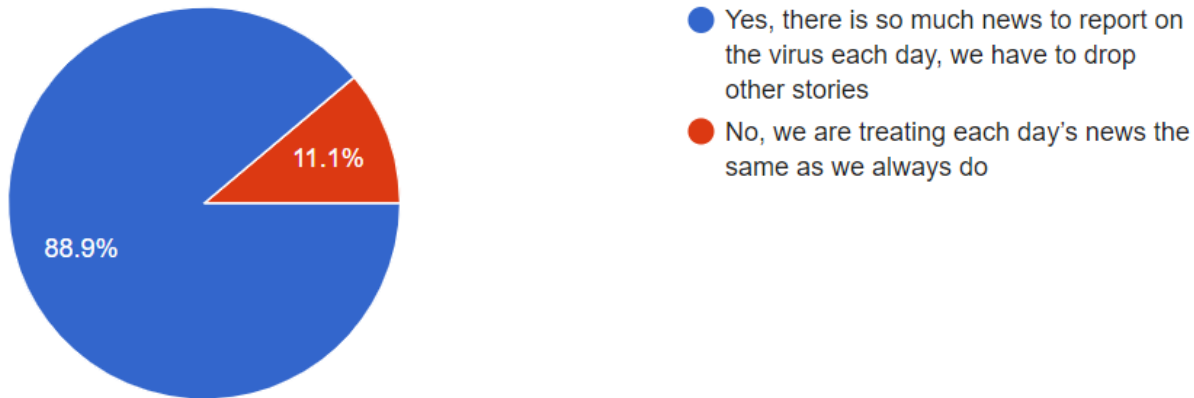 Yes, there is so much news to report on
the virus each day, we have to drop
other stories
No, we are treating each day’s news the
same as we always do
11.1%
88.9%